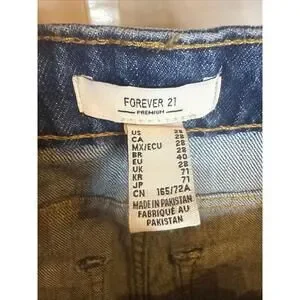 FOREVER 21
PREMIUM
US 28
CA 28
MX/ECU 28
BR 40
EU 28
UK 28
KR 71
JP 71
CN 165/72A
MADE IN PAKISTAN
FABRIQUÉ AU
PAKISTAN